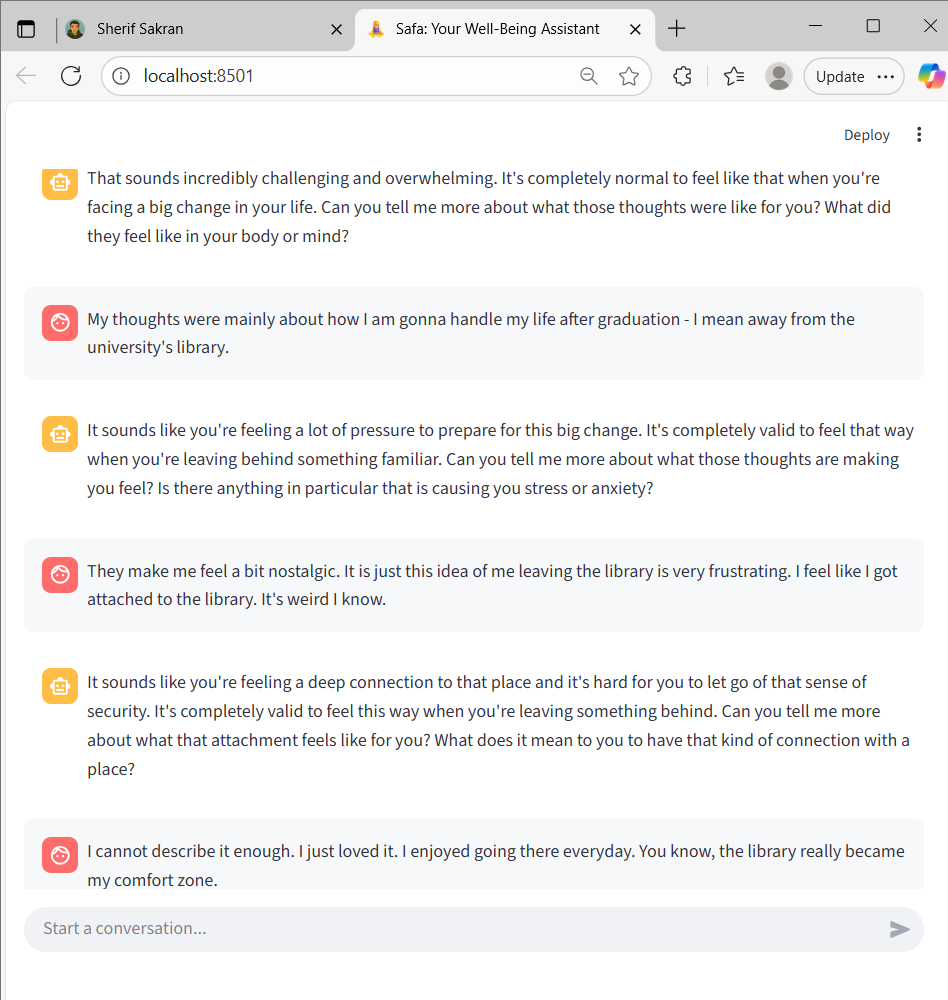 Sherif Sakran
Safa: Your Well-Being Assistant
localhost:8501
Update
Deploy
That sounds incredibly challenging and overwhelming. It's completely normal to feel like that when you're
facing a big change in your life. Can you tell me more about what those thoughts were like for you? What did
they feel like in your body or mind?
My thoughts were mainly about how I am gonna handle my life after graduation - I mean away from the
university's library.
It sounds like you're feeling a lot of pressure to prepare for this big change. It's completely valid to feel that way
when you're leaving behind something familiar. Can you tell me more about what those thoughts are making
you feel? Is there anything in particular that is causing you stress or anxiety?
They make me feel a bit nostalgic. It is just this idea of me leaving the library is very frustrating. I feel like I got
attached to the library. It's weird I know.
It sounds like you're feeling a deep connection to that place and it's hard for you to let go of that sense of
security. It's completely valid to feel this way when you're leaving something behind. Can you tell me more
about what that attachment feels like for you? What does it mean to you to have that kind of connection with a
place?
I cannot describe it enough. I just loved it. I enjoyed going there everyday. You know, the library really became
my comfort zone.
Start a conversation...